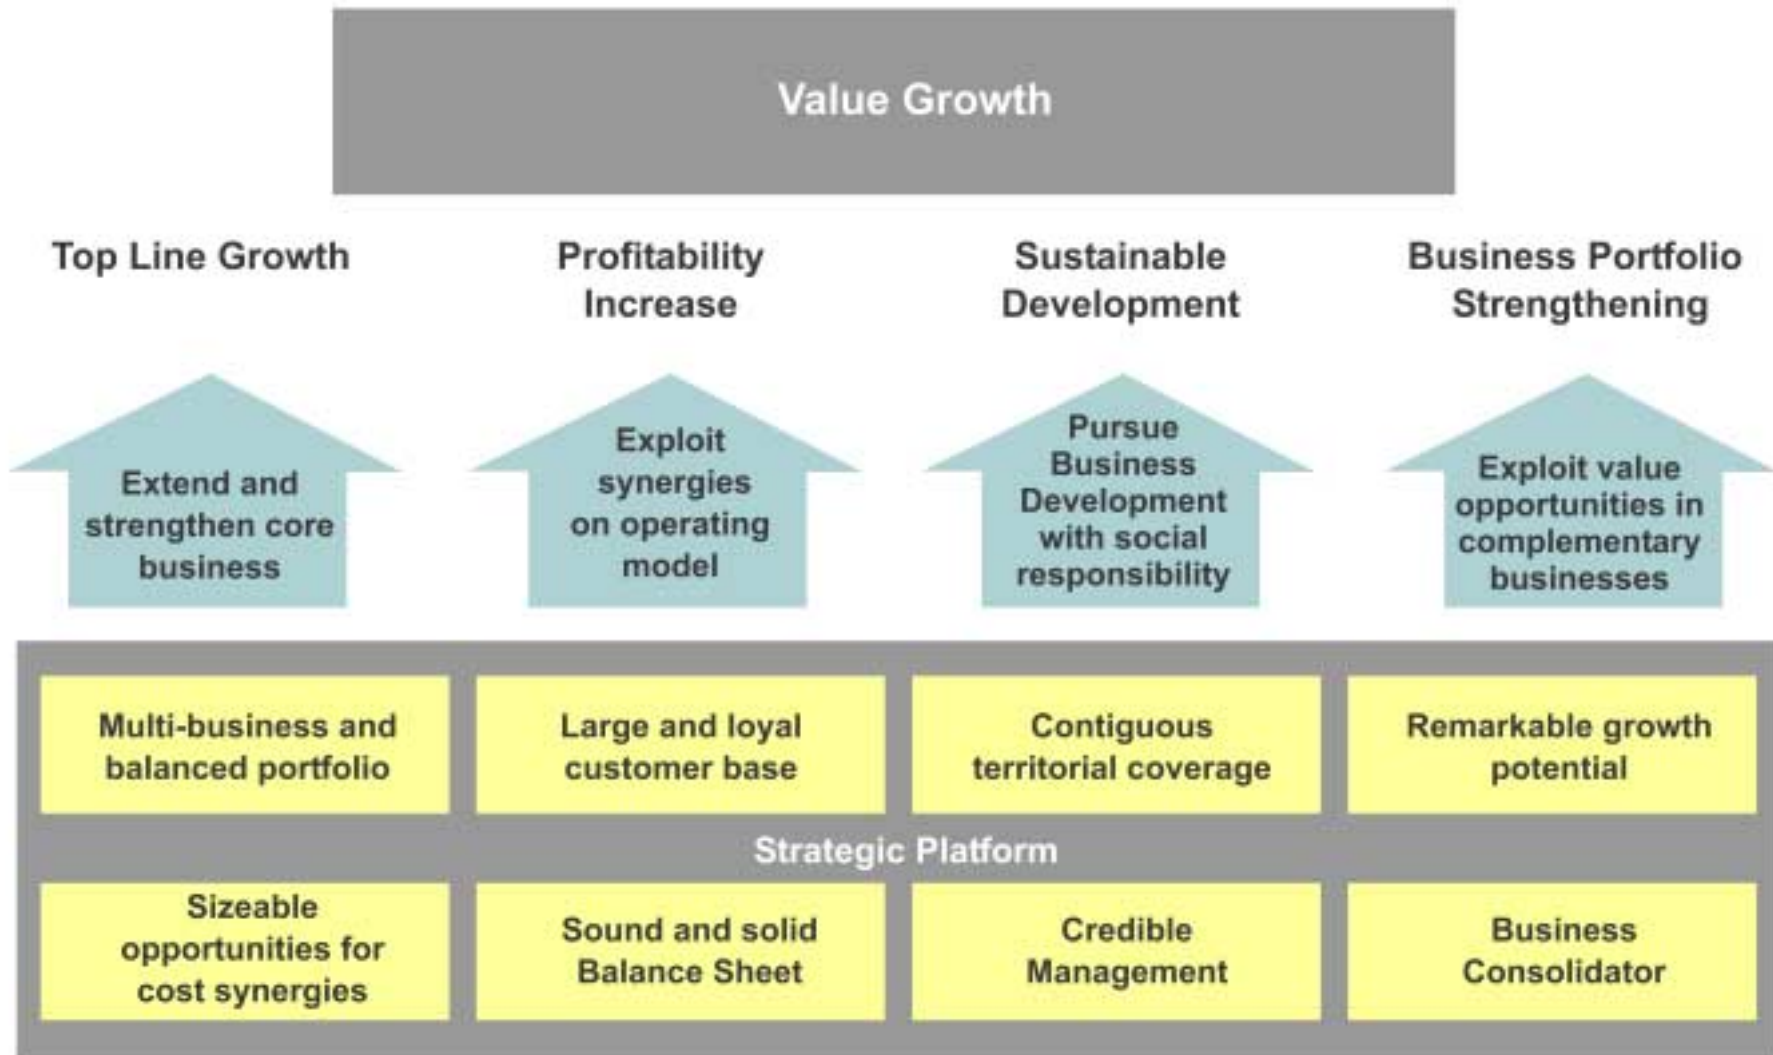 Value Growth
Top Line Growth
Profitability
Increase
Sustainable
Development
Business Portfolio
Strengthening
Extend and
strengthen core
business
Exploit
synergies
on operating
model
Pursue
Business
Development
with social
responsibility
Exploit value
opportunities in
complementary
businesses
Multi-business and
balanced portfolio
Large and loyal
customer base
Contiguous
territorial coverage
Remarkable growth
potential
Strategic Platform
Sizeable
opportunities for
cost synergies
Sound and solid
Balance Sheet
Credible
Management
Business
Consolidator